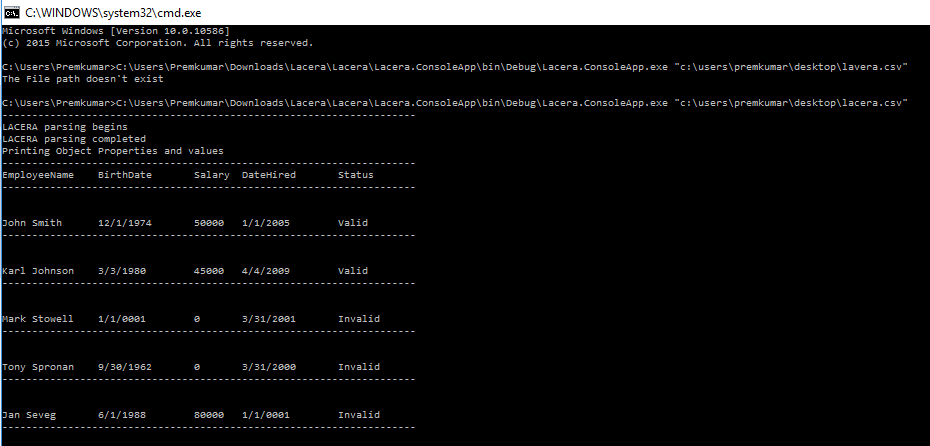 C:\WINDOWS\system32\cmd.exe
Microsoft Windows [Version 10.0.10586]
(c) 2015 Microsoft Corporation. All rights reserved.
C:\Users\Premkumar>C:\Users\Premkumar\Downloads\Lacera\Lacera\Lacera.ConsoleApp\bin\Debug\Lacera.ConsoleApp.exe "c:\users\premkumar\desktop\lavera.csv"
The File path doesn't exist
C:\Users\Premkumar>C:\Users\Premkumar\Downloads\Lacera\Lacera\Lacera.ConsoleApp\bin\Debug\Lacera.ConsoleApp.exe "c:\users\premkumar\desktop\lacera.csv"
---------------------------------------------------------------------
LACERA parsing begins
LACERA parsing completed
Printing Object Properties and values
---------------------------------------------------------------------
EmployeeName    BirthDate       Salary  DateHired       Status
---------------------------------------------------------------------
John Smith      12/1/1974       50000   1/1/2005        Valid
---------------------------------------------------------------------
Karl Johnson    3/3/1980        45000   4/4/2009        Valid
---------------------------------------------------------------------
Mark Stowell    1/1/0001        0       3/31/2001       Invalid
---------------------------------------------------------------------
Tony Spronan    9/30/1962       0       3/31/2000       Invalid
---------------------------------------------------------------------
Jan Seveg       6/1/1988        80000   1/1/0001        Invalid
---------------------------------------------------------------------